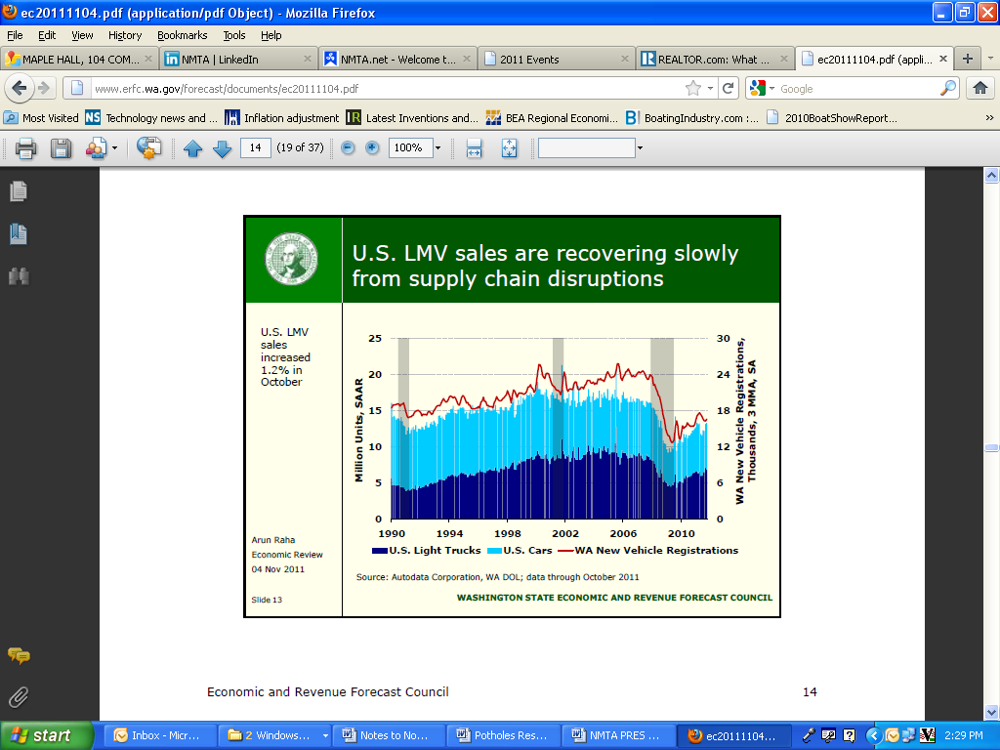 ec20111104.pdf (application/pdf Object) - Mozilla Firefox
File Edit View History Bookmarks Tools Help
MAPLE HALL, 104 COM... NMTA | LinkedIn NMTA.net - Welcome t... 2011 Events REALTOR.com: What ... ec20111104.pdf (appli...
www.erfc.wa.gov/forecast/documents/ec20111104.pdf Google
Most Visited Technology news and ... Inflation adjustment Latest Inventions and... BEA Regional Economi... BoatingIndustry.com :... 2010BoatShowReport...
14 (19 of 37) 100%
U.S. LMV sales are recovering slowly
from supply chain disruptions
U.S. LMV
sales
increased
1.2% in
October
Arun Raha
Economic Review
04 Nov 2011
Slide 13
Million Units, SAAR
25
20
15
10
5
0
30
24
18
12
6
0
WA New Vehicle Registrations,
Thousands, 3 MMA, SA
1990 1994 1998 2002 2006 2010
U.S. Light Trucks U.S. Cars WA New Vehicle Registrations
Source: Autodata Corporation, WA DOL; data through October 2011
WASHINGTON STATE ECONOMIC AND REVENUE FORECAST COUNCIL
Economic and Revenue Forecast Council 14
start Inbox - Micr... 2 Windows... Notes to No... Potholes Res... NMTA PRES ... ec20111104.... 2:29 PM